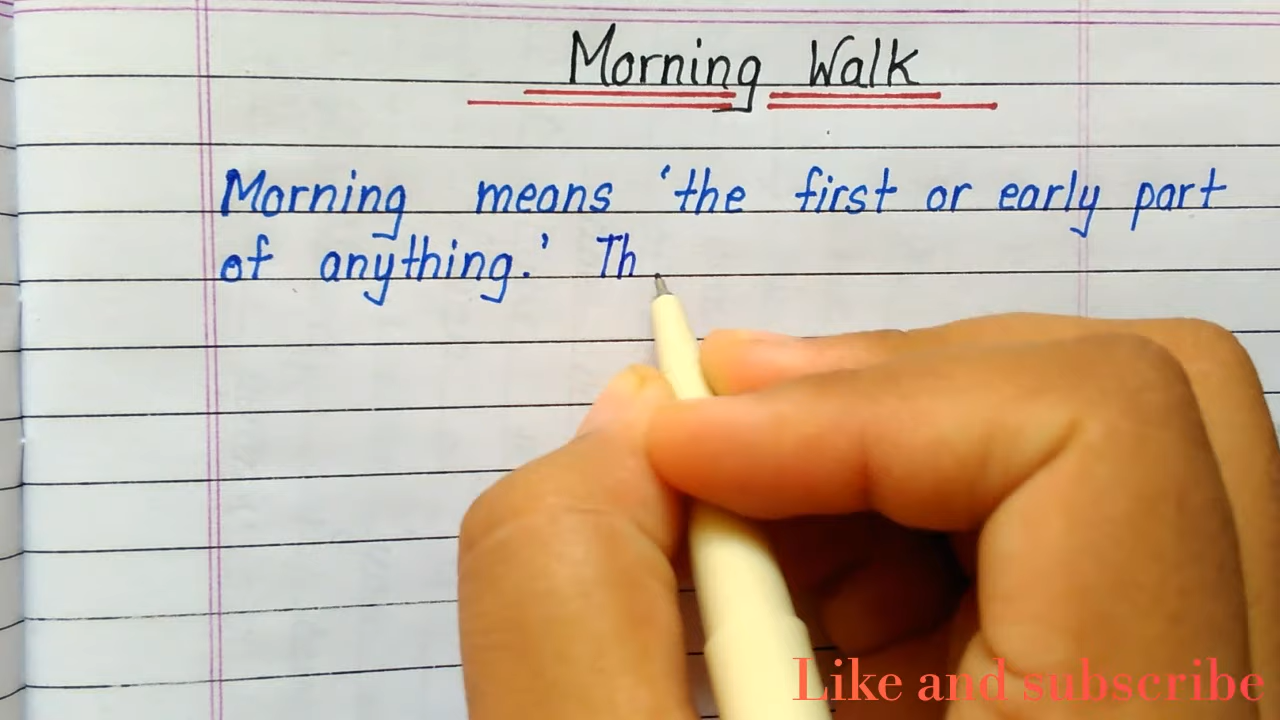 Morning Walk
Morning means 'the first or early part
of anything.' Th
Like and subscribe